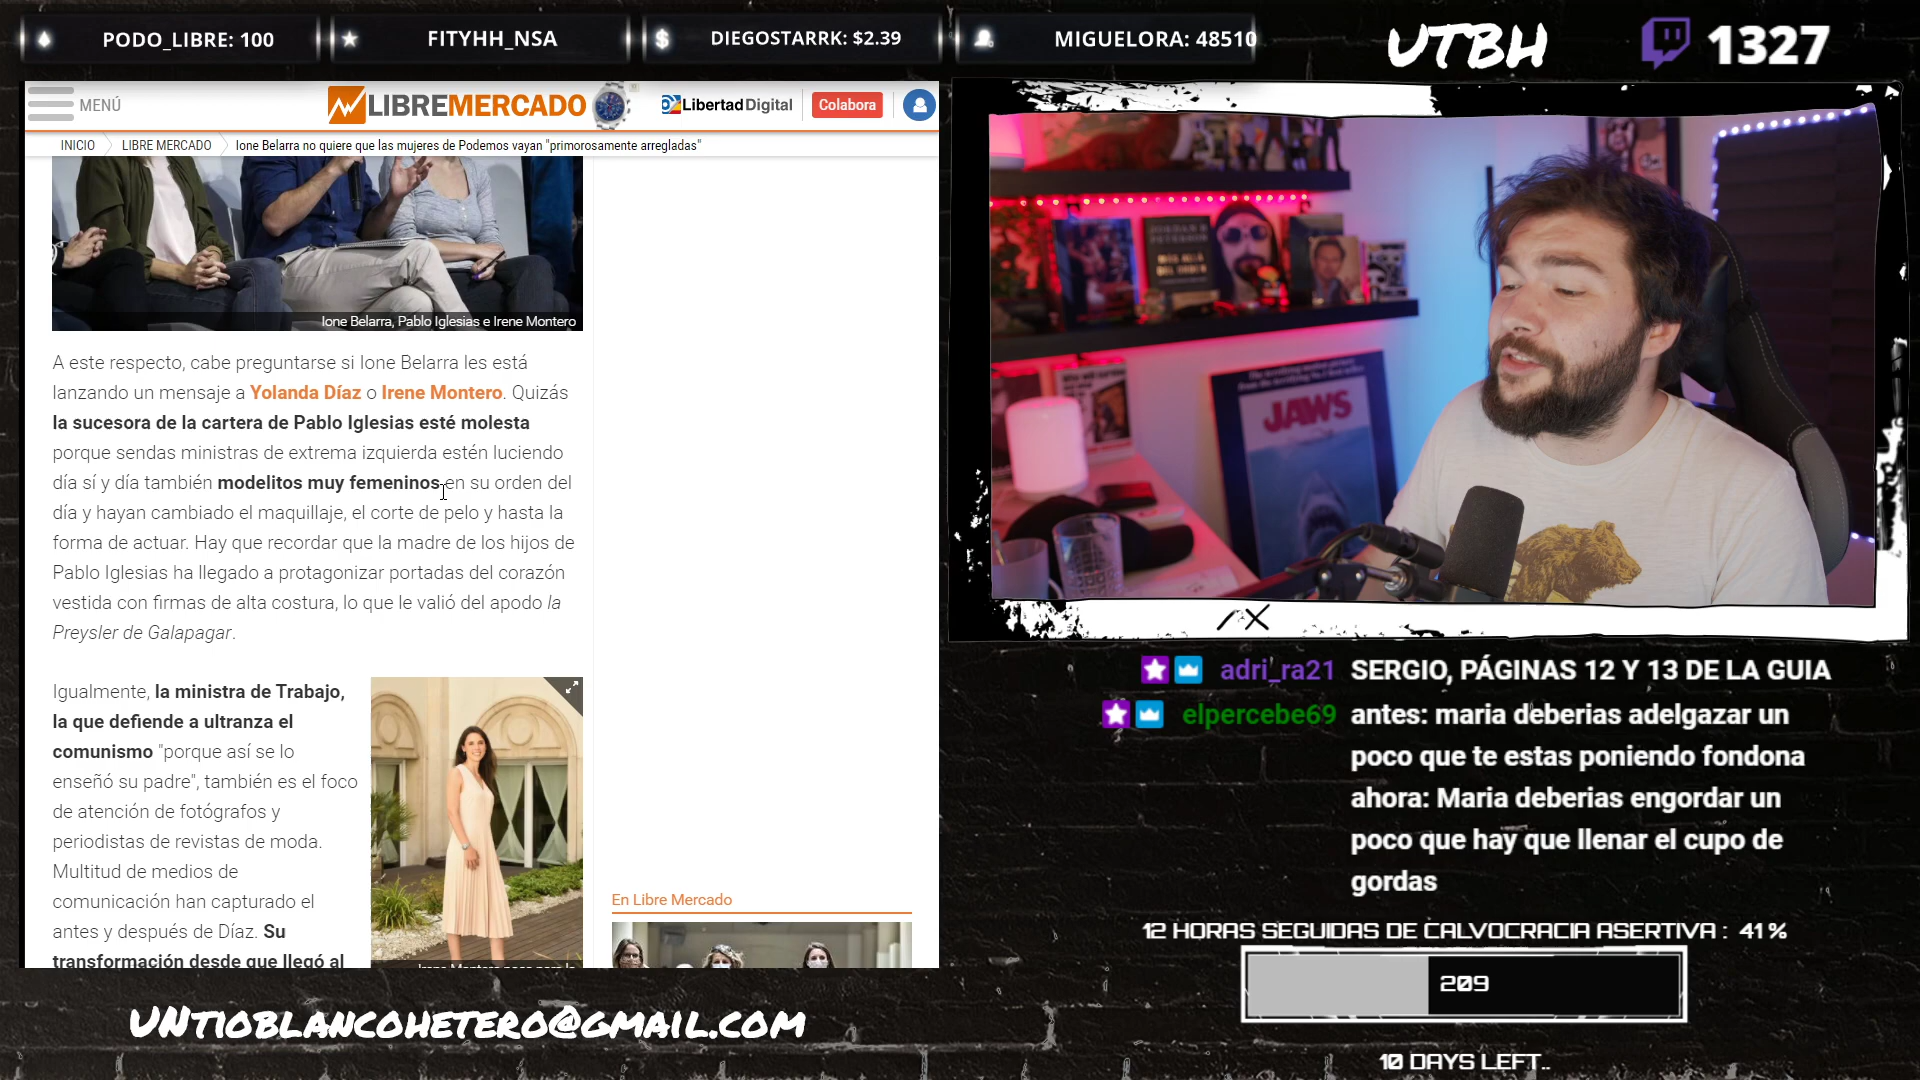 PODO_LIBRE: 100
FITYHH_NSA
DIEGOSTARRK: $2.39
MIGUELORA: 48510
UTBH
1327
MENÚ
LIBREMERCADO
LibertadDigital
Colabora
INICIO
LIBRE MERCADO
Ione Belarra no quiere que las mujeres de Podemos vayan "primorosamente arregladas"
Ione Belarra, Pablo Iglesias e Irene Montero
A este respecto, cabe preguntarse si Ione Belarra les está
lanzando un mensaje a Yolanda Díaz o Irene Montero. Quizás
la sucesora de la cartera de Pablo Iglesias esté molesta
porque sendas ministras de extrema izquierda estén luciendo
día sí y día también modelitos muy femeninos en su orden del
día y hayan cambiado el maquillaje, el corte de pelo y hasta la
forma de actuar. Hay que recordar que la madre de los hijos de
Pablo Iglesias ha llegado a protagonizar portadas del corazón
vestida con firmas de alta costura, lo que le valió del apodo la
Preysler de Galapagar.
Igualmente, la ministra de Trabajo,
la que defiende a ultranza el
comunismo "porque así se lo
enseñó su padre", también es el foco
de atención de fotógrafos y
periodistas de revistas de moda.
Multitud de medios de
comunicación han capturado el
antes y después de Díaz. Su
transformación desde que llegó al
En Libre Mercado
JORDAN B.
PETERSON
MÁS ALLÁ
DEL ORDEN
JAWS
adri_ra21 SERGIO, PÁGINAS 12 Y 13 DE LA GUIA
elpercebe69 antes: maria deberias adelgazar un
poco que te estas poniendo fondona
ahora: Maria deberias engordar un
poco que hay que llenar el cupo de
gordas
12 HORAS SEGUIDAS DE CALVOCRACIA ASERTIVA : 41%
209
10 DAYS LEFT..
UNTIOBLANCOHETERO@GMAIL.COM